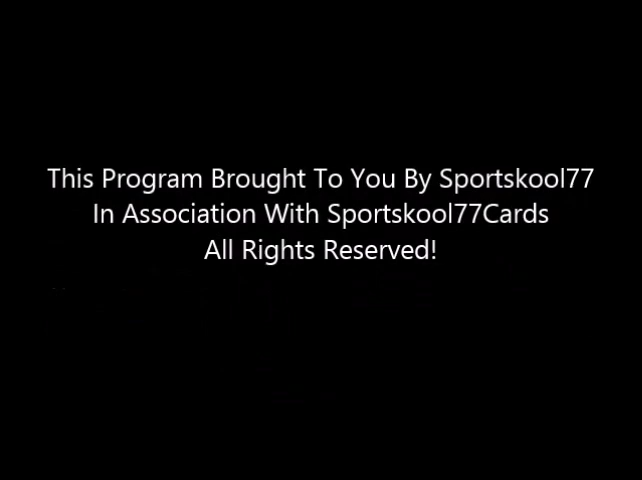 This Program Brought To You By Sportskool77
In Association With Sportskool77Cards
All Rights Reserved!